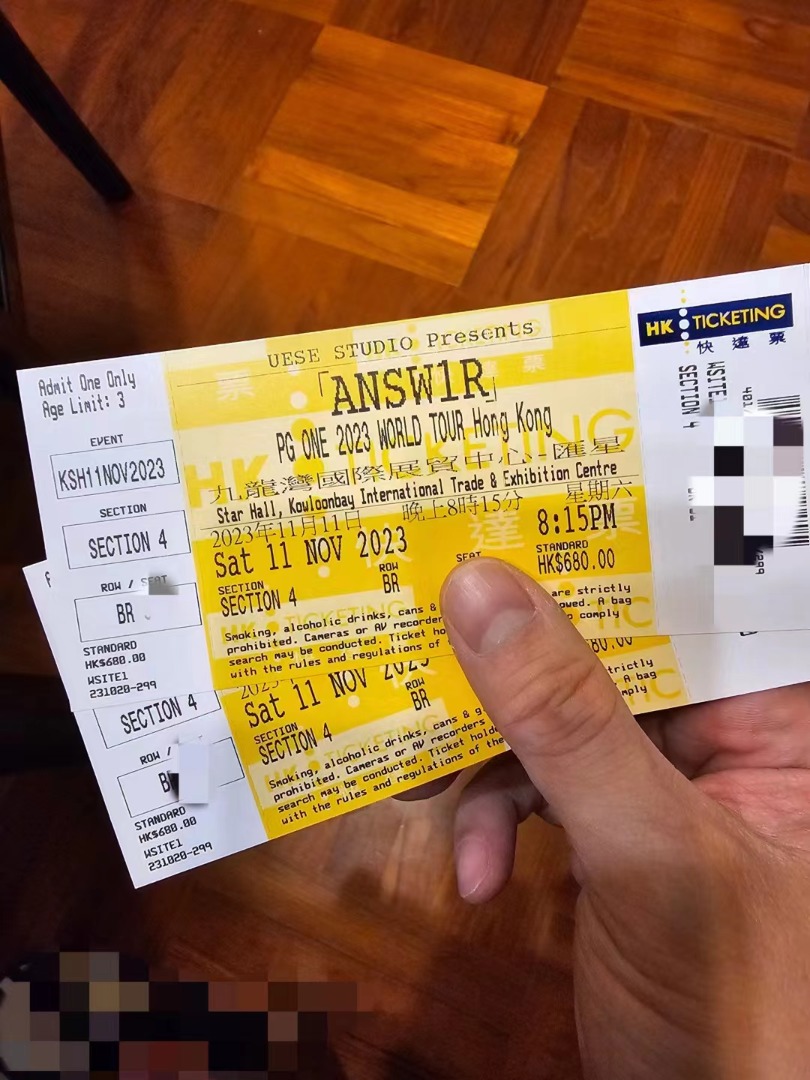 Admit One Only
Age Limit: 3
EVENT
KSH11NOV2023
SECTION
SECTION 4
ROW / SEAT
BR
STANDARD
HK$680.00
WSITE1
231020-299
UESE STUDIO Presents
「ANSW1R」
PG ONE 2023 WORLD TOUR Hong Kong
九龍灣國際展貿中心-匯星
Star Hall, Kowloonbay International Trade & Exhibition Centre
2023年11月11日 晚上8時15分 星期六
Sat 11 NOV 2023 8:15PM
SECTION ROW SEAT STANDARD
SECTION 4 BR HK$680.00
Smoking, alcoholic drinks, cans & are strictly
prohibited. Cameras or AV recorder owed. A bag
search may be conducted. Ticket ho comply
with the rules and regulations of
HK TICKETING
快達票
WSITE
SECTION 4
SECTION 4
ROW /
STANDARD
HK$680.00
WSITE1
231020-299
Sat 11 NOV 2023
SECTION ROW
SECTION 4 BR
Smoking, alcoholic drinks, cans & g trictly
prohibited. Cameras or AV recorders A bag
search may be conducted. Ticket holde mply
with the rules and regulations of the